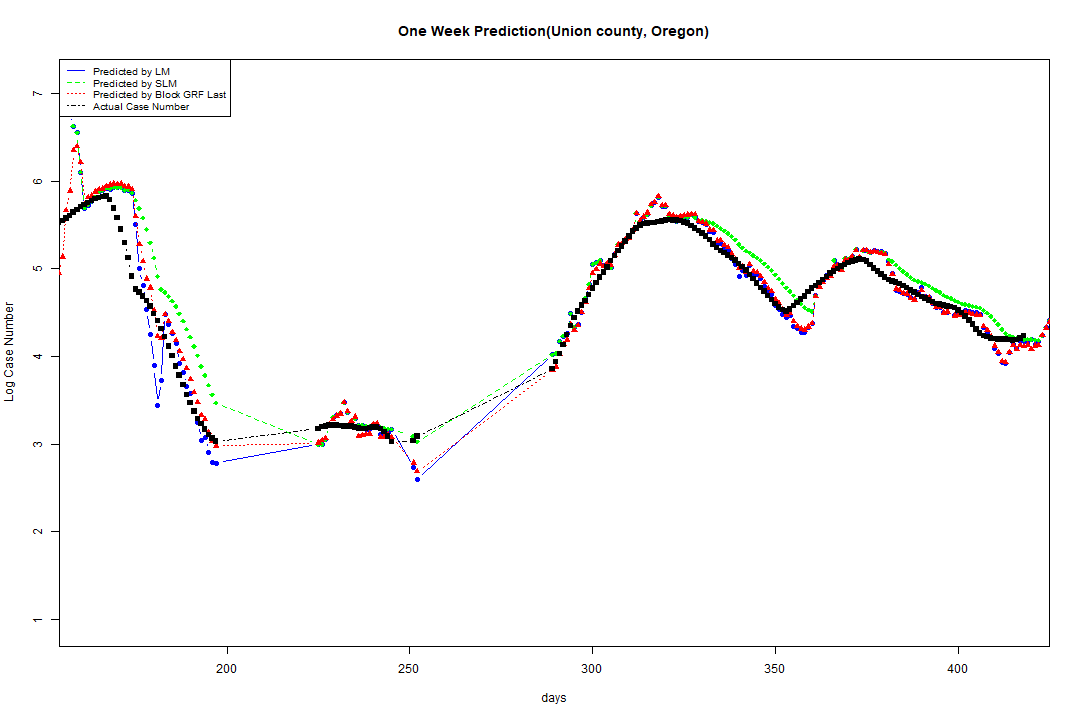 One Week Prediction(Union county, Oregon)
Predicted by LM
Predicted by SLM
Predicted by Block GRF Last
Actual Case Number
7
6
5
4
3
2
1
Log Case Number
200 250 300 350 400
days